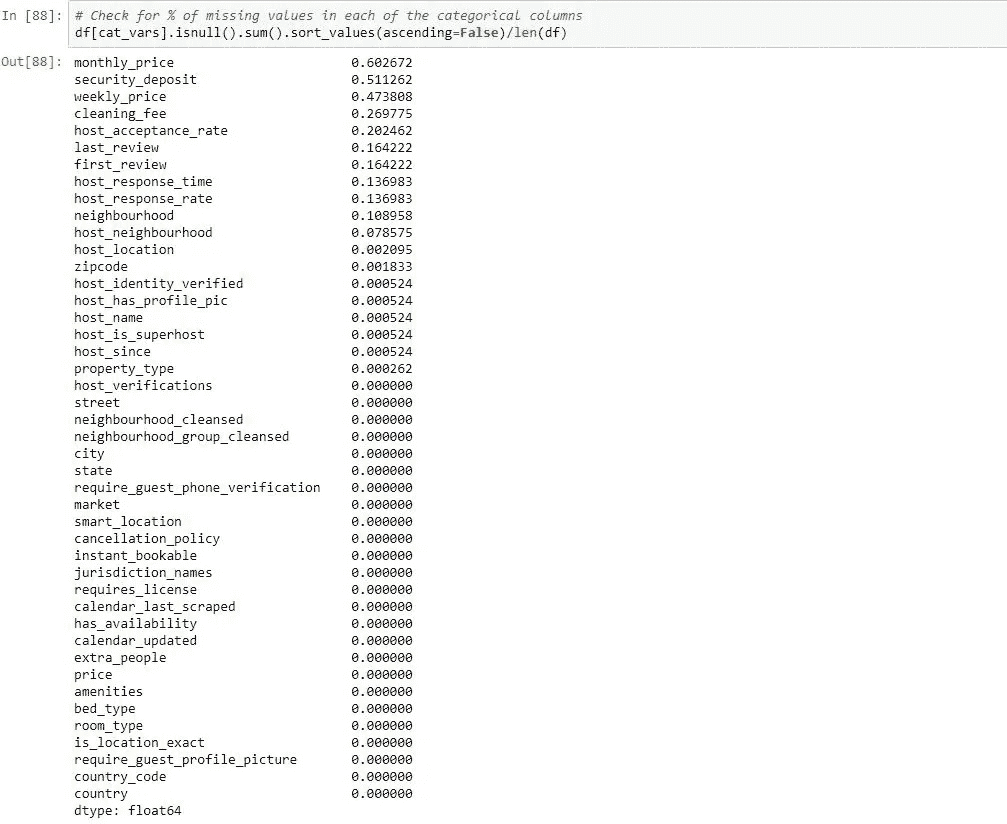 In [88]: # Check for % of missing values in each of the categorical columns
df[cat_vars].isnull().sum().sort_values(ascending=False)/len(df)
Out[88]: monthly_price 0.602672
security_deposit 0.511262
weekly_price 0.473808
cleaning_fee 0.269775
host_acceptance_rate 0.202462
last_review 0.164222
first_review 0.164222
host_response_time 0.136983
host_response_rate 0.136983
neighbourhood 0.108958
host_neighbourhood 0.078575
host_location 0.002095
zipcode 0.001833
host_identity_verified 0.000524
host_has_profile_pic 0.000524
host_name 0.000524
host_is_superhost 0.000524
host_since 0.000524
property_type 0.000262
host_verifications 0.000000
street 0.000000
neighbourhood_cleansed 0.000000
neighbourhood_group_cleansed 0.000000
city 0.000000
state 0.000000
require_guest_phone_verification 0.000000
market 0.000000
smart_location 0.000000
cancellation_policy 0.000000
instant_bookable 0.000000
jurisdiction_names 0.000000
requires_license 0.000000
calendar_last_scraped 0.000000
has_availability 0.000000
calendar_updated 0.000000
extra_people 0.000000
price 0.000000
amenities 0.000000
bed_type 0.000000
room_type 0.000000
is_location_exact 0.000000
require_guest_profile_picture 0.000000
country_code 0.000000
country 0.000000
dtype: float64